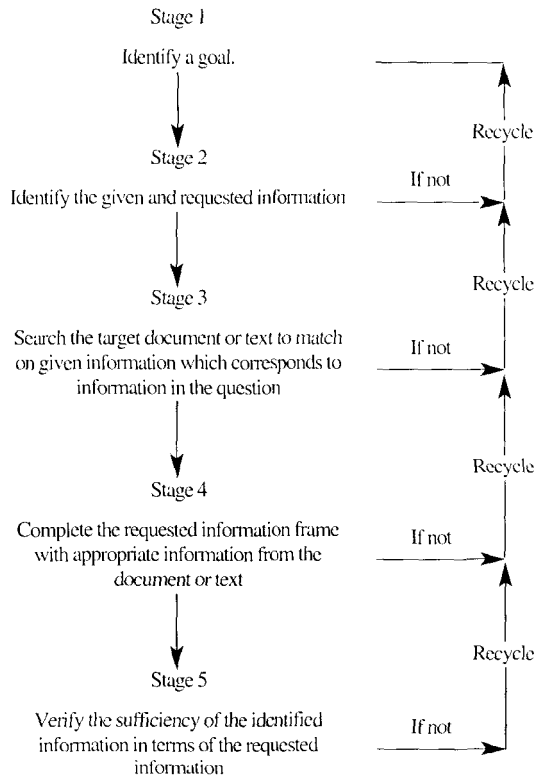 Stage 1
Identify a goal.
Recycle
Stage 2
If not
Identify the given and requested information
Recycle
Stage 3
Search the target document or text to match
If not
on given information which corresponds to
information in the question
Recycle
Stage 4
Complete the requested information frame
If not
with appropriate information from the
document or text
Recycle
Stage 5
Verify the sufficiency of the identified
If not
information in terms of the requested
information